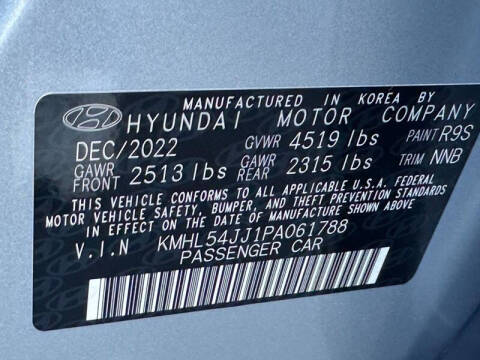 MANUFACTURED IN KOREA BY
HYUNDAI MOTOR COMPANY
DEC/2022 GVWR 4519 lbs PAINT R9S
GAWR FRONT 2513 lbs GAWR REAR 2315 lbs TRIM NNB
THIS VEHICLE CONFORMS TO ALL APPLICABLE U.S.A. FEDERAL
MOTOR VEHICLE SAFETY, BUMPER, AND THEFT PREVENTION STANDARDS
IN EFFECT ON THE DATE OF MANUFACTURE SHOWN ABOVE.
V.I.N KMHL54JJ1PA061788
PASSENGER CAR